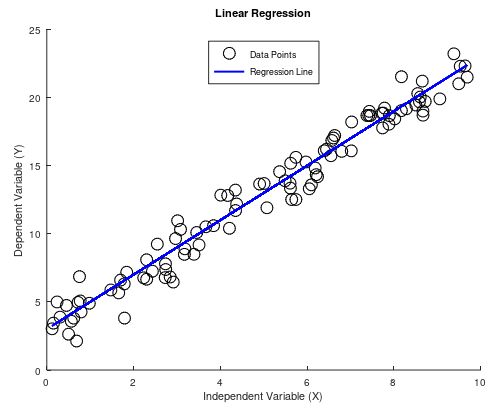 Linear Regression
25
20
15
10
5
0
Dependent Variable (Y)
Data Points
Regression Line
0 2 4 6 8 10
Independent Variable (X)